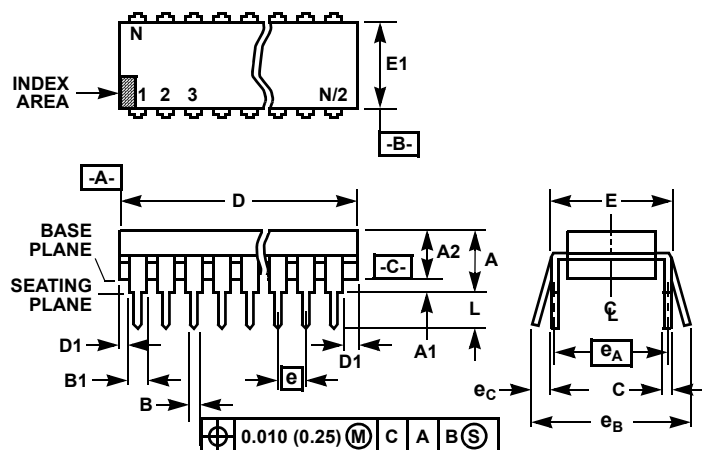 N
E1
INDEX
AREA
1 2 3 N/2
-B-
-A-
D
E
BASE
PLANE
A2
A
-C-
SEATING
PLANE
L
D1
A1
D1
e
eA
B1
B
eC
C
eB
0.010 (0.25) M C A B S
CL